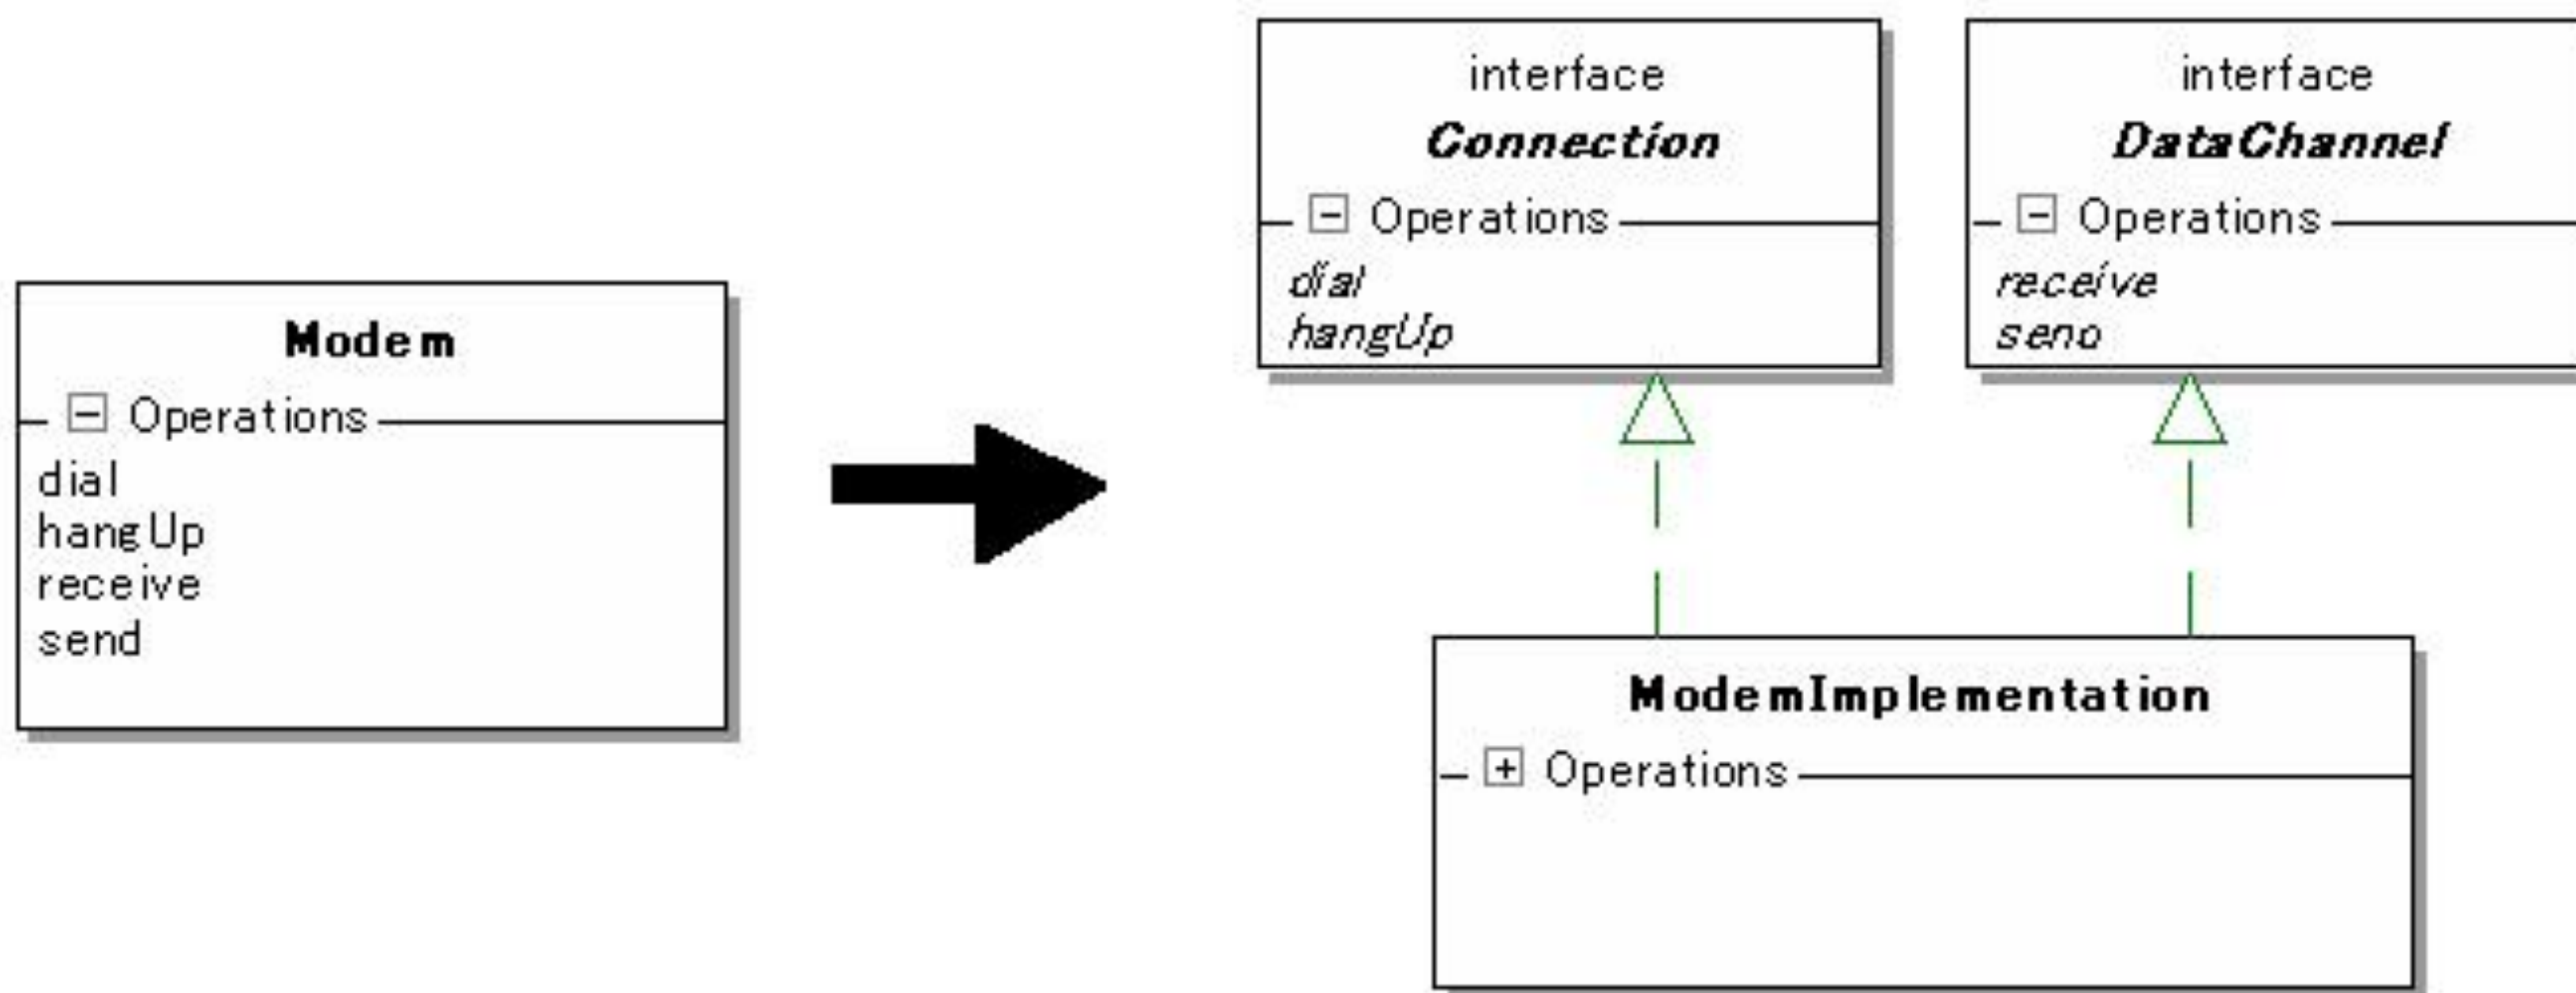 Modem
Operations
dial
hangUp
receive
send
interface
Connection
Operations
dial
hangUp
interface
DataChannel
Operations
receive
seno
ModemImplementation
Operations